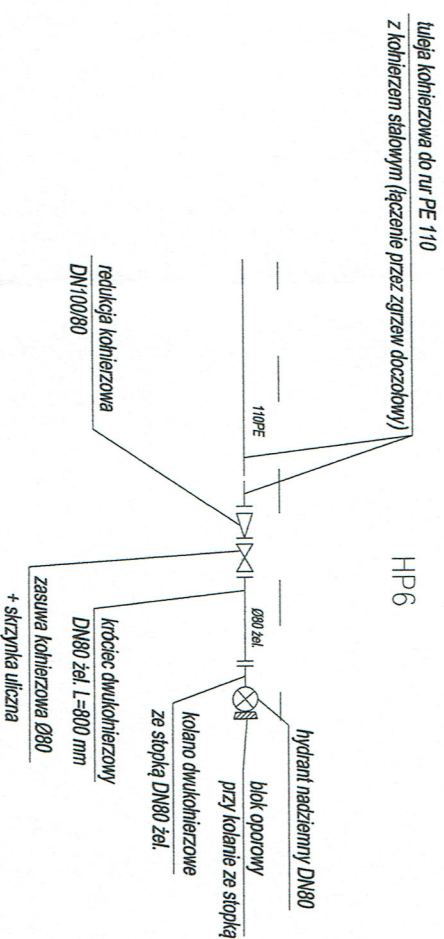 tuleja kołnierzowa do rur PE 110
z kołnierzem stalowym (łączenie przez zgrzew doczołowy)
HP6
110PE
redukcja kołnierzowa
DN100/80
Ø80 żel.
hydrant nadziemny DN80
blok oporowy
przy kolanie ze stopką
kolano dwukołnierzowe
ze stopką DN80 żel.
króciec dwukołnierzowy
DN80 żel. L=800 mm
zasuwa kołnierzowa Ø80
+ skrzynka uliczna